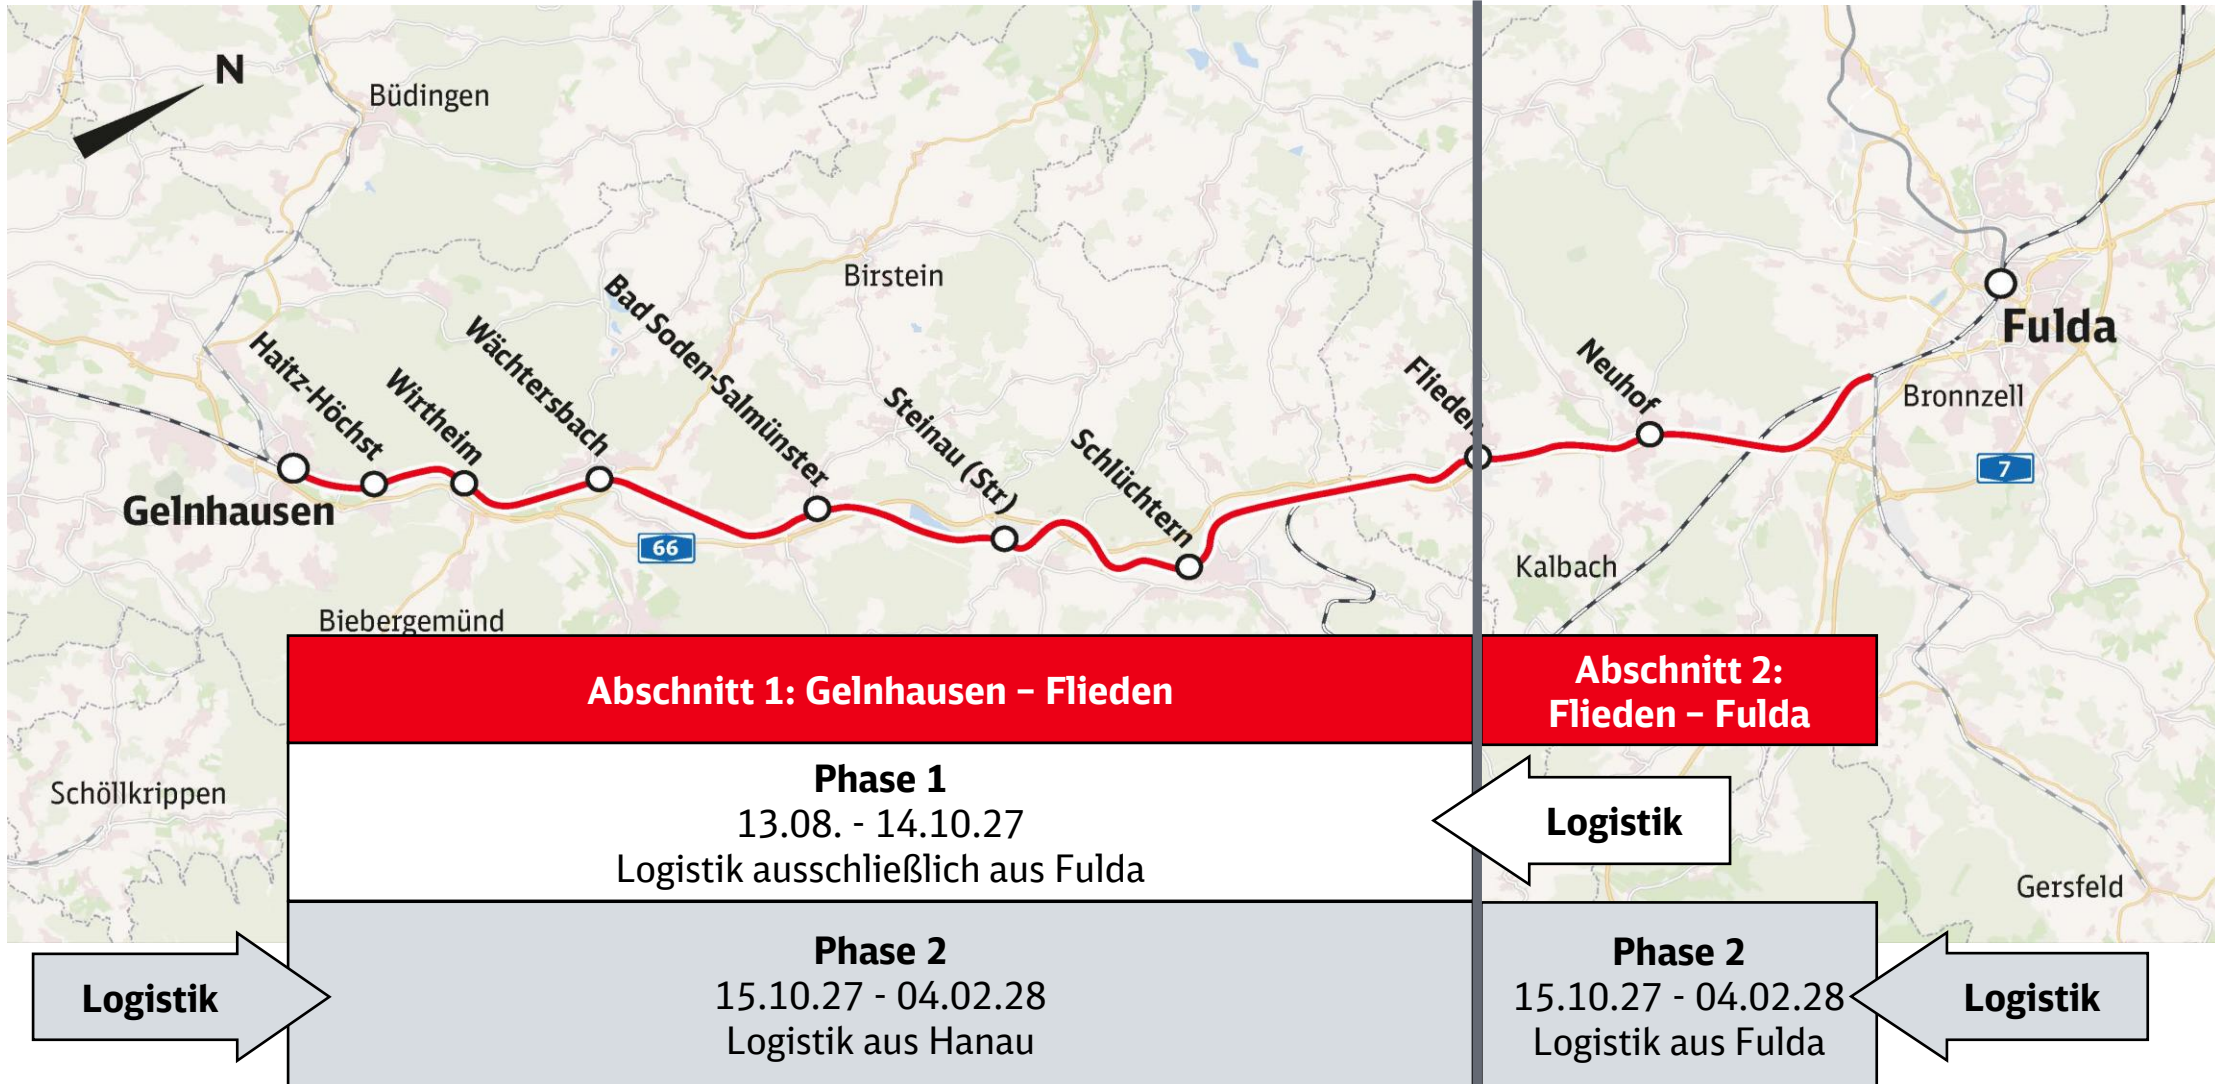 N
Büdingen
Birstein
Haitz-Höchst
Wirtheim
Wächtersbach
Bad Soden-Salmünster
Steinau (Str)
Schlüchtern
Flieden
Neuhof
Fulda
Bronnzell
7
Gelnhausen
66
Kalbach
Biebergemünd
Schöllkrippen
Gersfeld
Abschnitt 1: Gelnhausen – Flieden
Abschnitt 2:
Flieden – Fulda
Phase 1
13.08. - 14.10.27
Logistik ausschließlich aus Fulda
Logistik
Logistik
Phase 2
15.10.27 - 04.02.28
Logistik aus Hanau
Phase 2
15.10.27 - 04.02.28
Logistik aus Fulda
Logistik